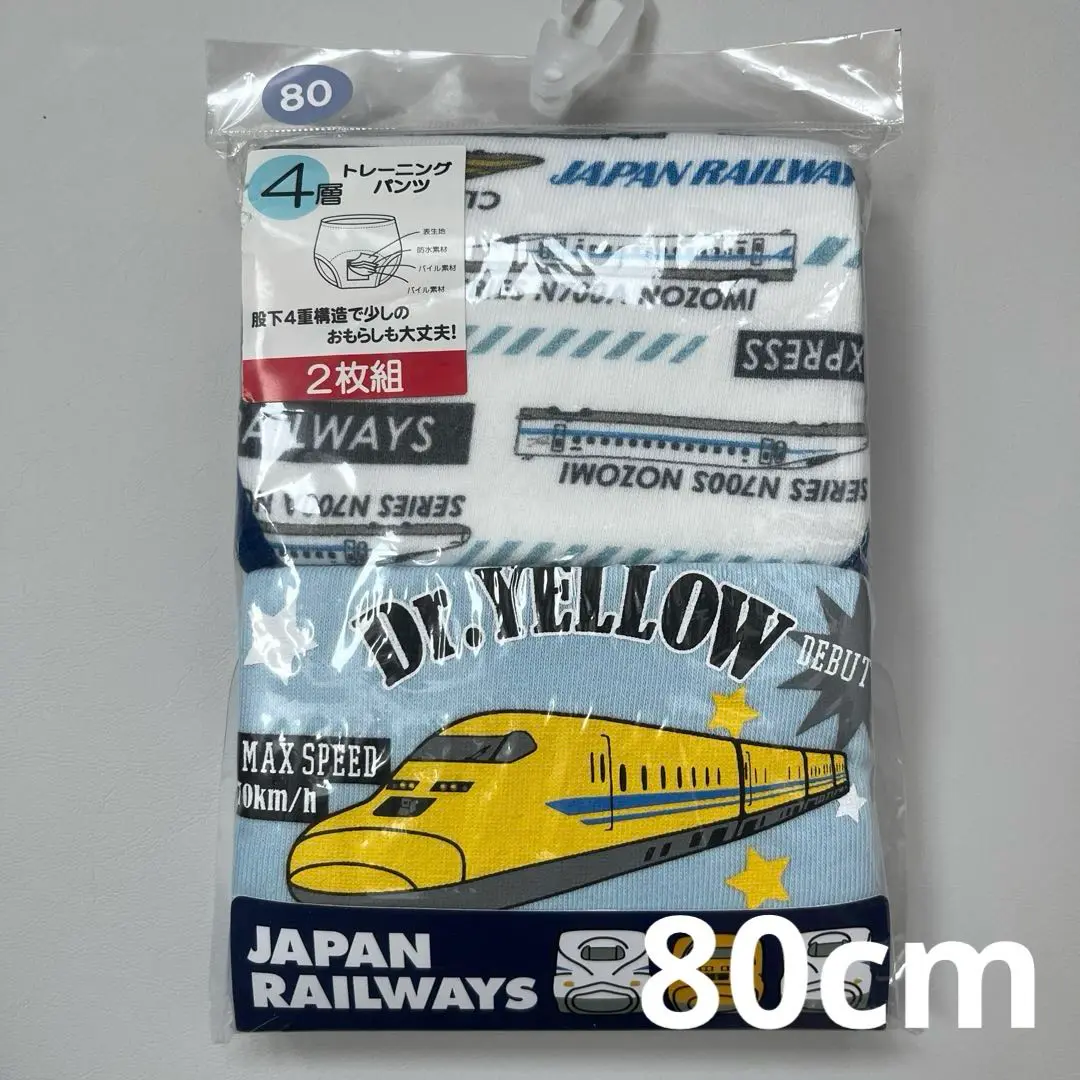 80
4層
トレーニング
パンツ
表生地
防水素材
パイル素材
パイル素材
股下4重構造で少しの
おもらしも大丈夫!
2枚組
JAPAN RAILWAY
N700A NOZOMI
XPRESS
AILWAYS
SERIES N700S NOZOMI
SERIES N700A N
Dr.YELLOW
DEBUT
MAX SPEED
70km/h
JAPAN
RAILWAYS
80cm